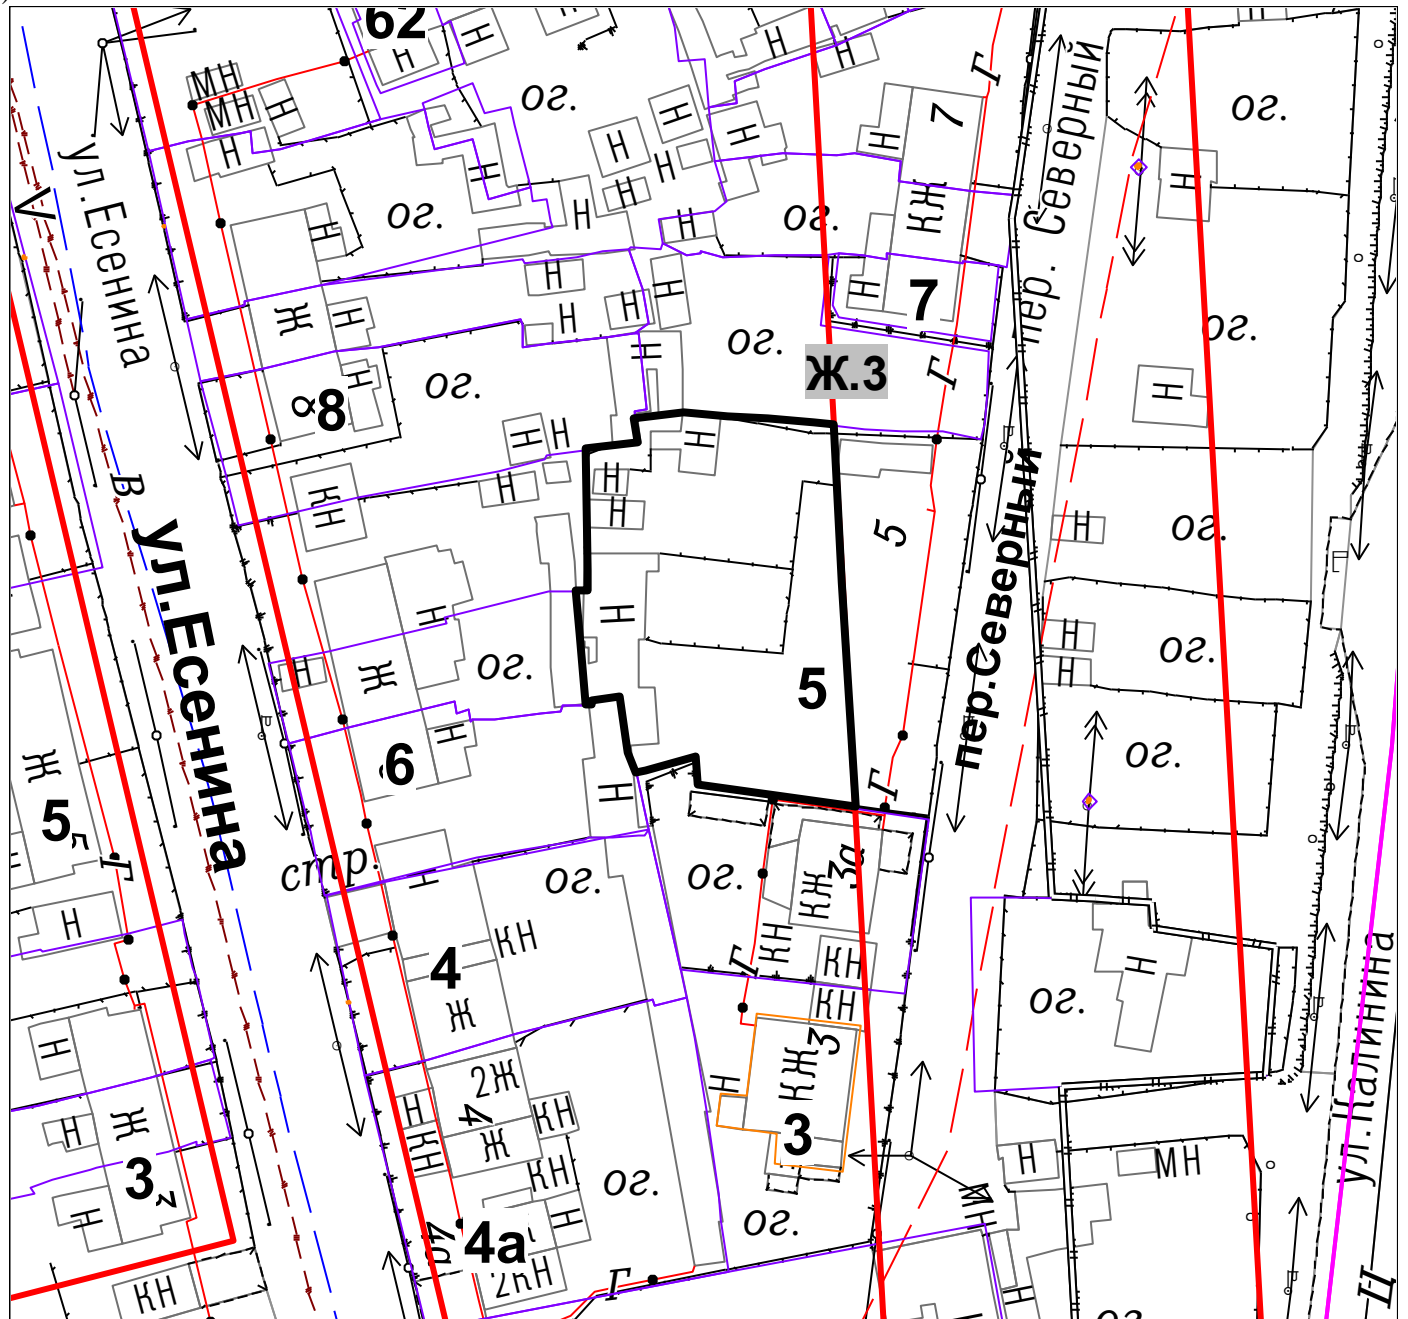 62
Н
Н
Н
Н
МН
МН
Н
Н
ог.
Н
Н
Н
Н
Н
Н
7
Г
пер. Северный
ог.
ул.Есенина
V
Н
ог.
Н
Н
Н
ог.
КЖ
Н
Н
Н
Н
Н
Н
7
Ж
Н
ог.
ог.
Н
Ж.3
Г
8
Н
ог.
Н
Н
Н
Н
Н
Н
Н
КН
Н
в
ул.Есенина
5
пер.Северный
Н
ог.
Н
Н
Н
Н
ог.
Ж
Н
ог.
5
6
Н
ог.
Ж
5
Г
Н
Г
стр.
Н
ог.
ог.
КЖ
3а
Н
4
КН
КН
КН
Г
КН
Н
ог.
Ж
ул.Калинина
Н
2Ж
4
КН
Н
КН
Ж
КН
Н
КЖ
3
3
Н
Ж
3
Н
ог.
ог.
Н
МН
4а
Н
2КН
КН
Г
Н
Ц